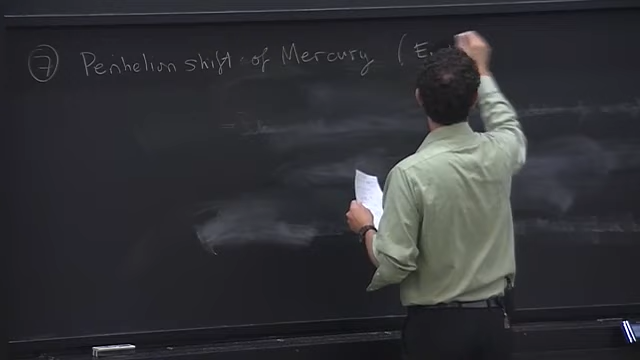 ⑦ Perihelion shift of Mercury (E